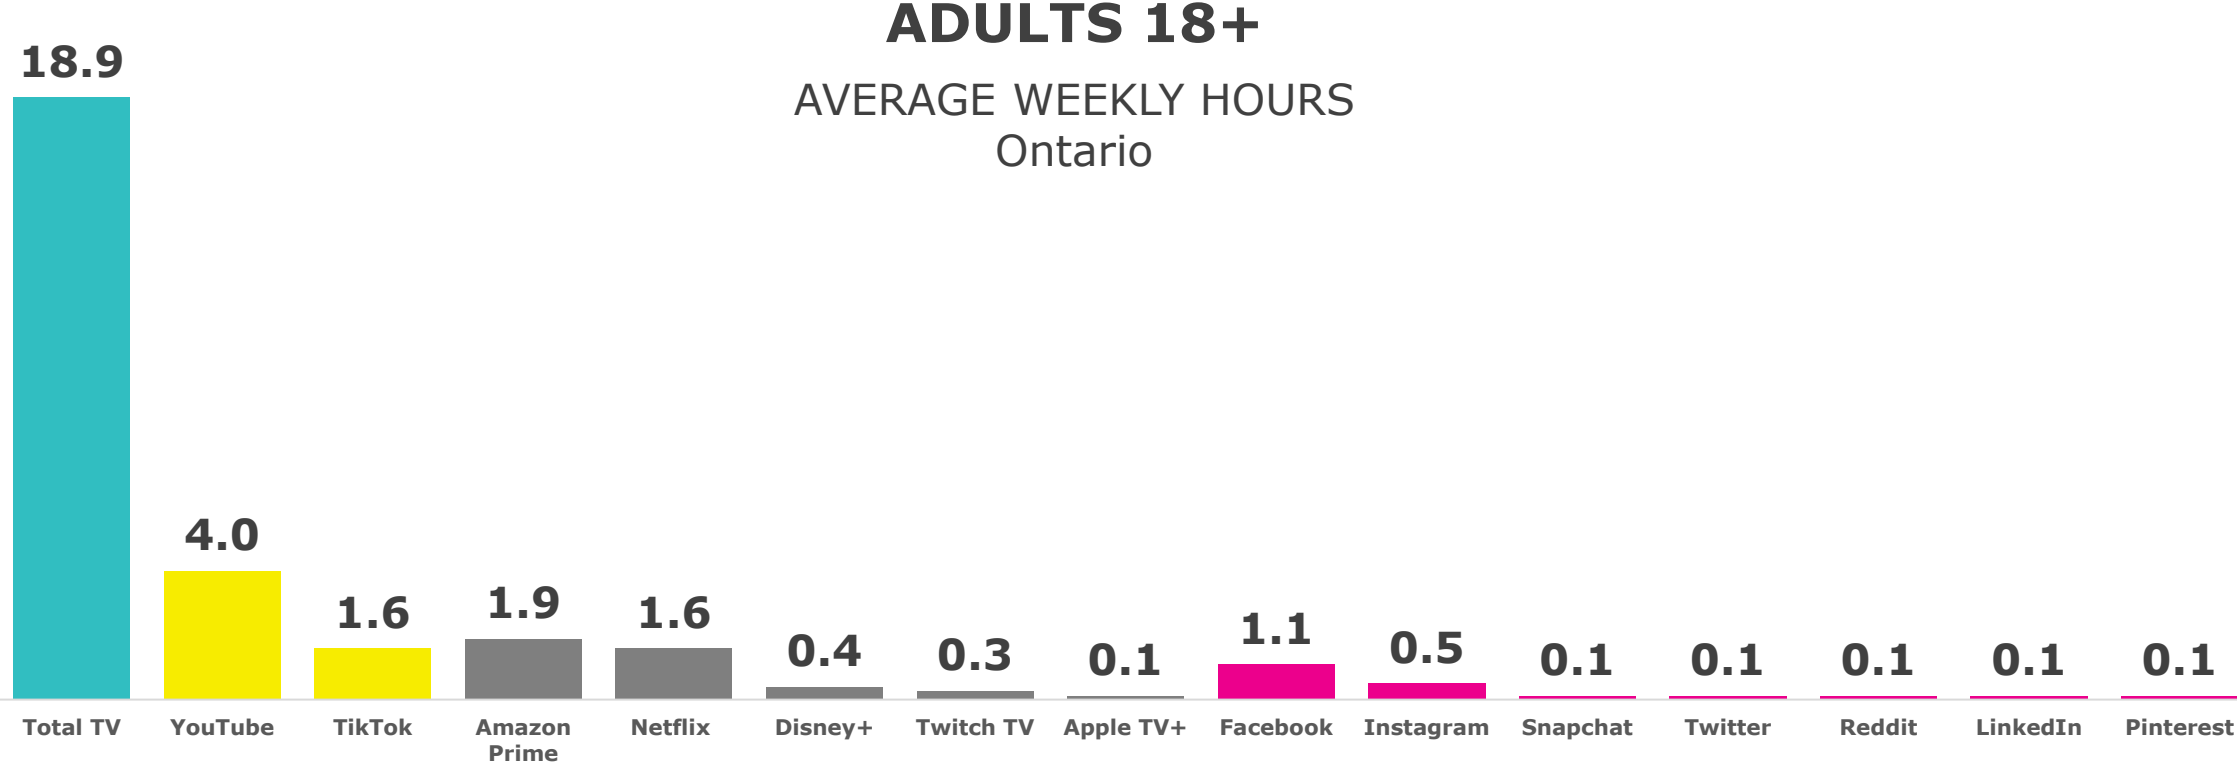 ADULTS 18+
AVERAGE WEEKLY HOURS
Ontario
18.9
4.0
1.6
1.9
1.6
0.4
0.3
0.1
1.1
0.5
0.1
0.1
0.1
0.1
0.1
Total TV
YouTube
TikTok
Amazon
Prime
Netflix
Disney+
Twitch TV
Apple TV+
Facebook
Instagram
Snapchat
Twitter
Reddit
LinkedIn
Pinterest